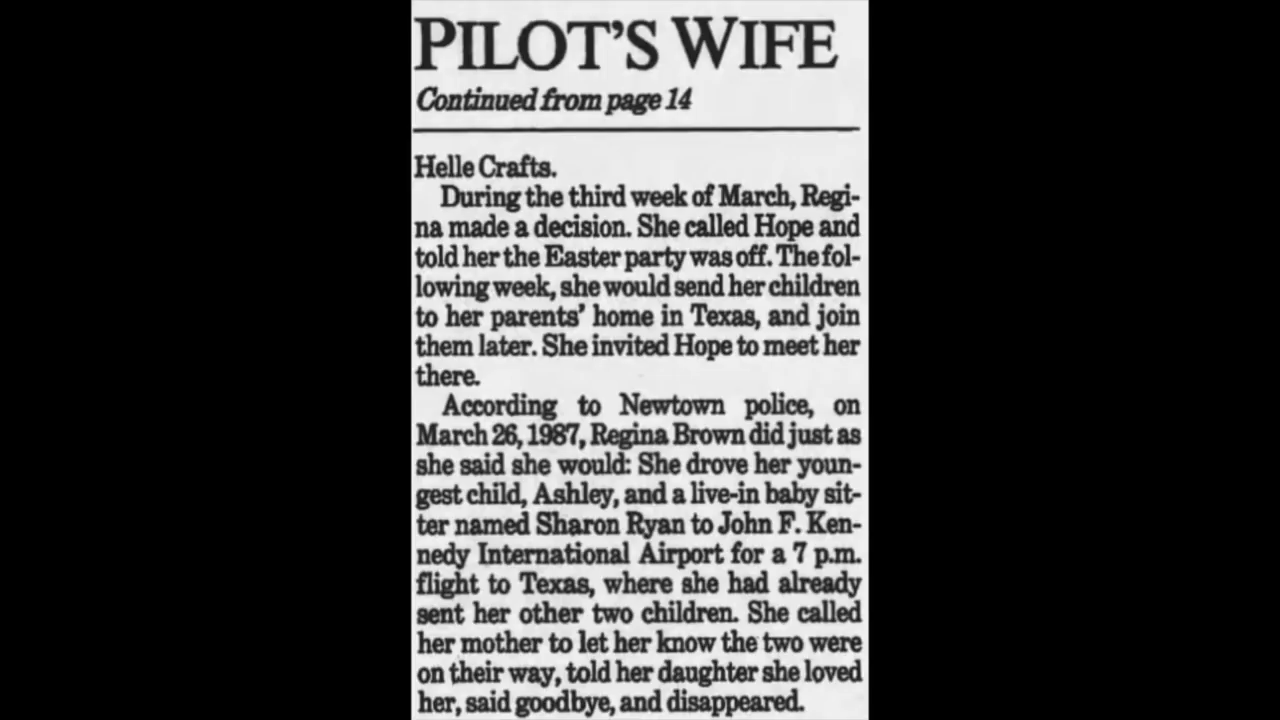 PILOT'S WIFE
Continued from page 14
Helle Crafts.
During the third week of March, Regi-
na made a decision. She called Hope and
told her the Easter party was off. The fol-
lowing week, she would send her children
to her parents' home in Texas, and join
them later. She invited Hope to meet her
there.
According to Newtown police, on
March 26, 1987, Regina Brown did just as
she said she would: She drove her youn-
gest child, Ashley, and a live-in baby sit-
ter named Sharon Ryan to John F. Ken-
nedy International Airport for a 7 p.m.
flight to Texas, where she had already
sent her other two children. She called
her mother to let her know the two were
on their way, told her daughter she loved
her, said goodbye, and disappeared.